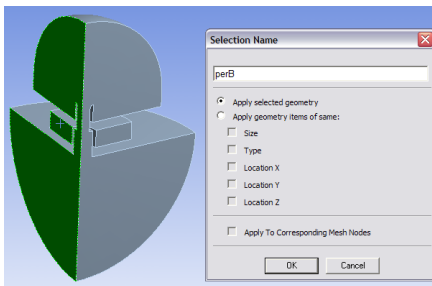 Selection Name
perB
Apply selected geometry
Apply geometry items of same:
Size
Type
Location X
Location Y
Location Z
Apply To Corresponding Mesh Nodes
OK
Cancel